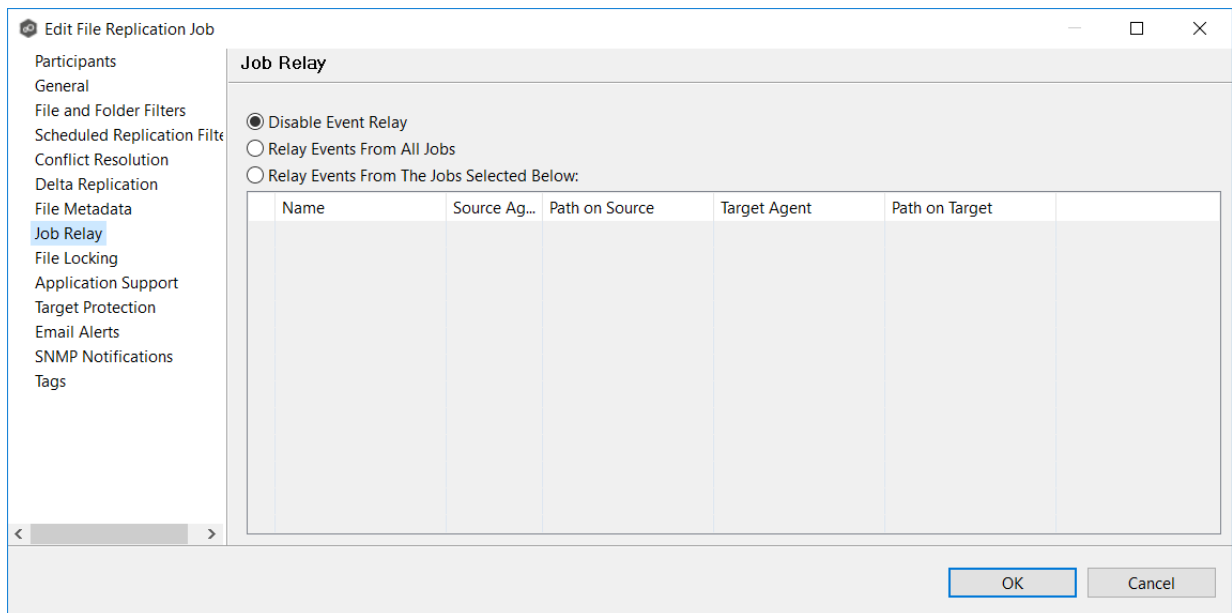 Edit File Replication Job
Participants
General
File and Folder Filters
Scheduled Replication Filte
Conflict Resolution
Delta Replication
File Metadata
Job Relay
File Locking
Application Support
Target Protection
Email Alerts
SNMP Notifications
Tags
Job Relay
Disable Event Relay
Relay Events From All Jobs
Relay Events From The Jobs Selected Below:
Name Source Ag... Path on Source Target Agent Path on Target
OK Cancel